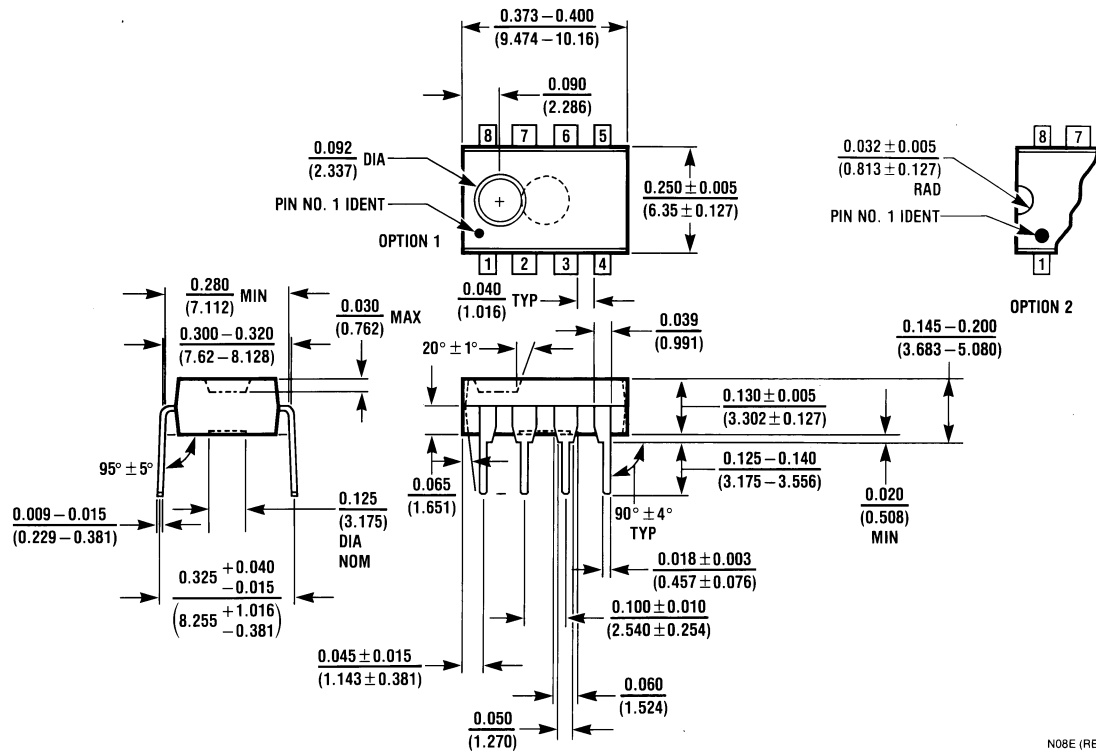 0.373 – 0.400
(9.474 – 10.16)
0.090
(2.286)
8 7 6 5
0.092 DIA
(2.337)
PIN NO. 1 IDENT
OPTION 1
0.250 ± 0.005
(6.35 ± 0.127)
1 2 3 4
0.032 ± 0.005
(0.813 ± 0.127)
RAD
PIN NO. 1 IDENT
8 7
1
OPTION 2
0.280 MIN
(7.112)
0.300 – 0.320
(7.62 – 8.128)
0.030 MAX
(0.762)
0.040 TYP
(1.016)
20° ± 1°
0.039
(0.991)
0.145 – 0.200
(3.683 – 5.080)
0.130 ± 0.005
(3.302 ± 0.127)
0.125 – 0.140
(3.175 – 3.556)
0.020
(0.508)
MIN
95° ± 5°
0.009 – 0.015
(0.229 – 0.381)
0.125
(3.175)
DIA
NOM
0.065
(1.651)
90° ± 4°
TYP
0.325 +0.040
–0.015
(8.255 +1.016
–0.381)
0.018 ± 0.003
(0.457 ± 0.076)
0.100 ± 0.010
(2.540 ± 0.254)
0.045 ± 0.015
(1.143 ± 0.381)
0.060
(1.524)
0.050
(1.270)
N08E (RE